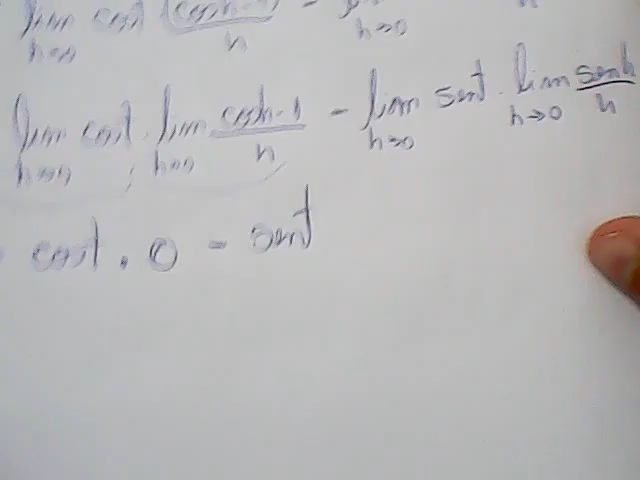 lim cost (cosh-1)/h - h→0
h→0
lim cost . lim cosh-1/h - lim sent . lim senh/h
h→0 h→0 h→0 h→0
cost . 0 - sent